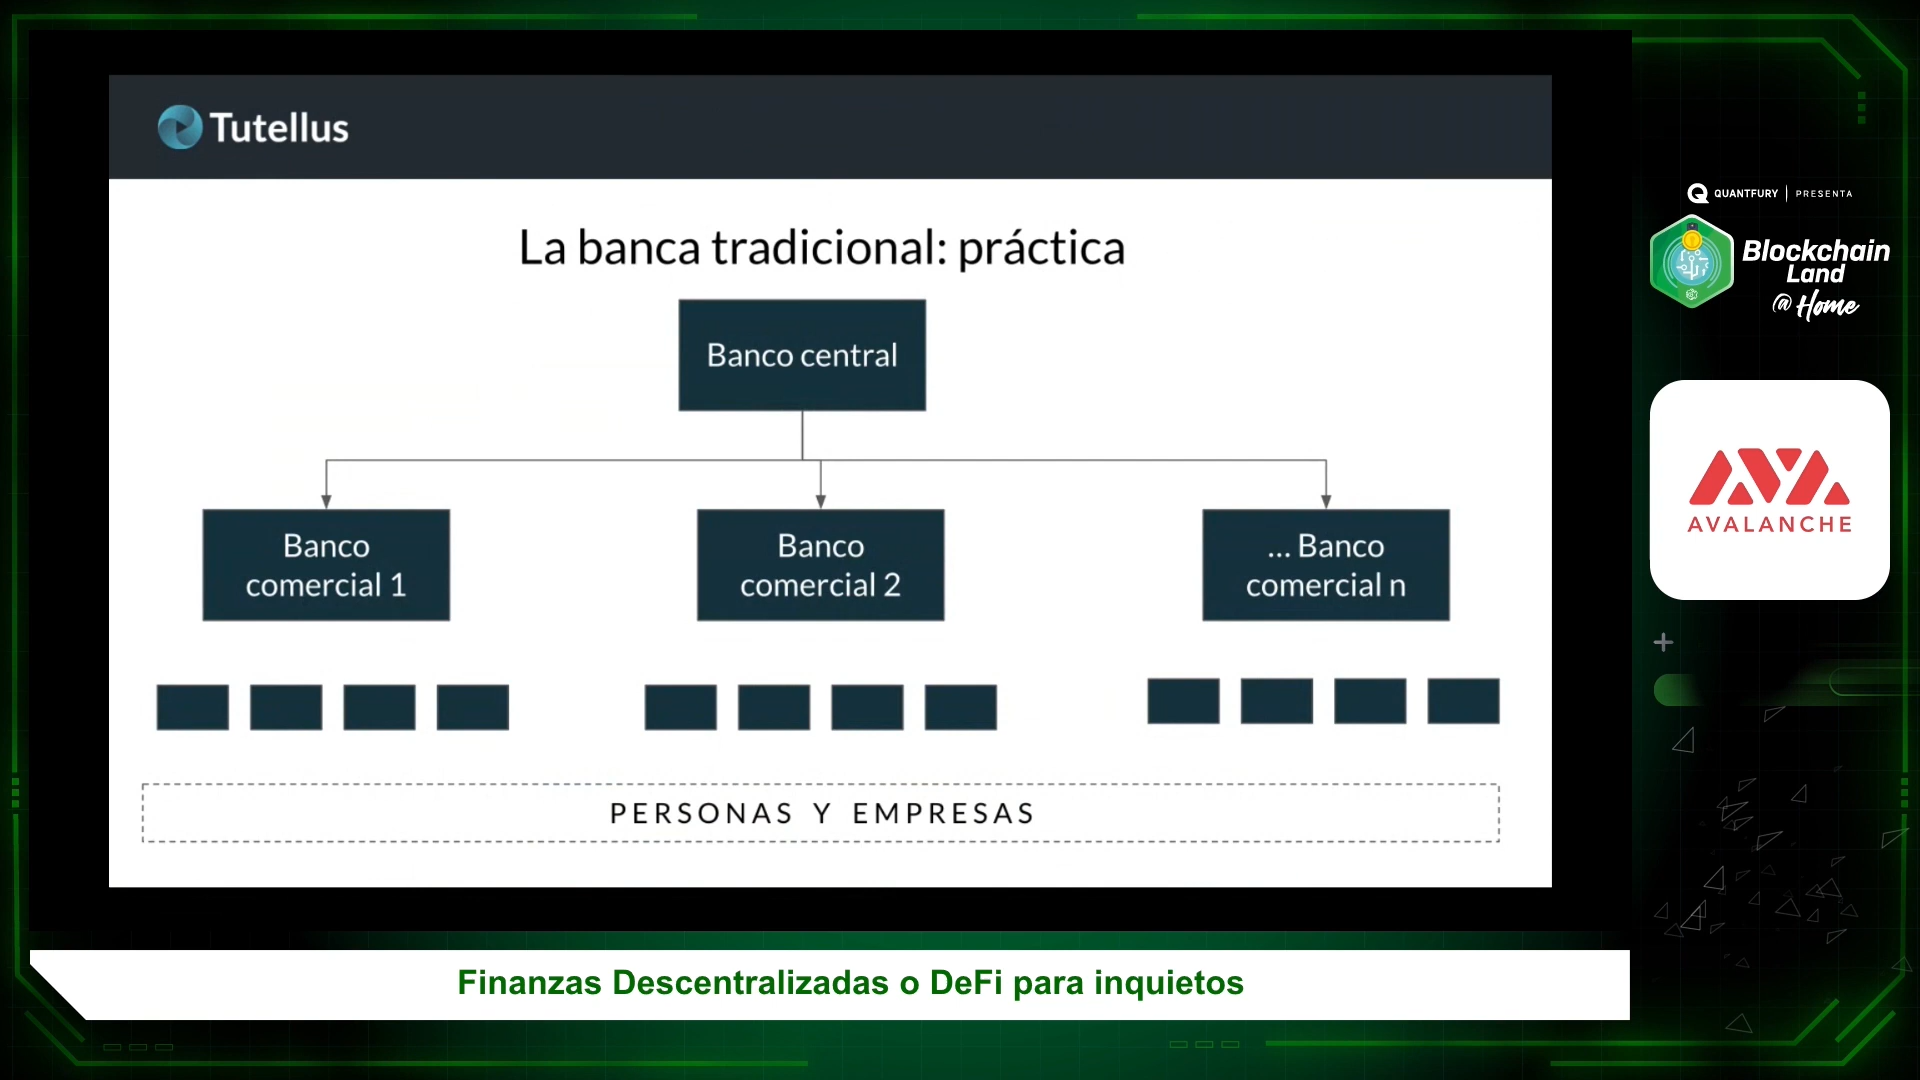 Tutellus
La banca tradicional: práctica
Banco central
Banco
comercial 1
Banco
comercial 2
... Banco
comercial n
PERSONAS Y EMPRESAS
QUANTFURY | PRESENTA
Blockchain
Land
@ Home
AVALANCHE
Finanzas Descentralizadas o DeFi para inquietos